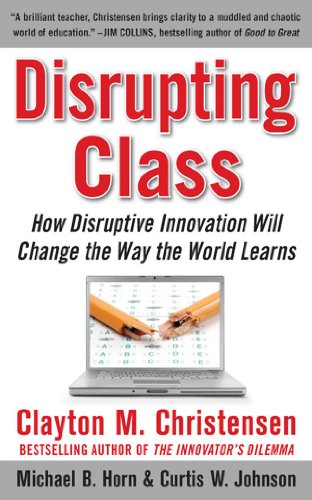 “A brilliant teacher, Christensen brings clarity to a muddled and chaotic
world of education.” —JIM COLLINS, bestselling author of Good to Great
Disrupting
Class
How Disruptive Innovation Will
Change the Way the World Learns
Clayton M. Christensen
BESTSELLING AUTHOR OF THE INNOVATOR'S DILEMMA
Michael B. Horn & Curtis W. Johnson